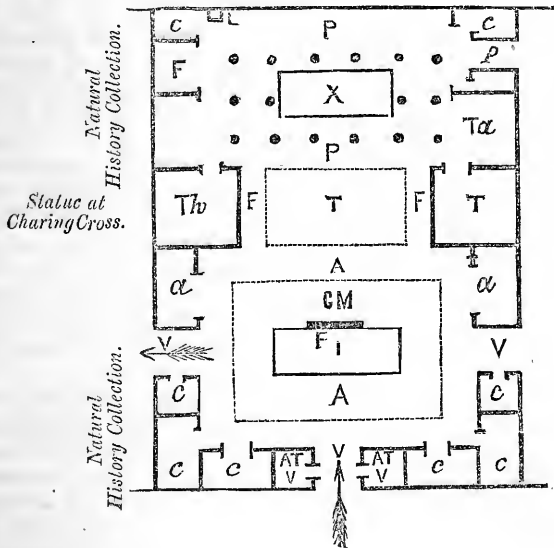 Natural
History Collection.
Statue at
Charing Cross.
Natural
History Collection.
C
L
P
C
F
P
X
Ta
P
Th
F
T
F
T
A
a
CM
a
V
F I
V
A
C
C
V
C
C
AT
V
AT
V
C
C